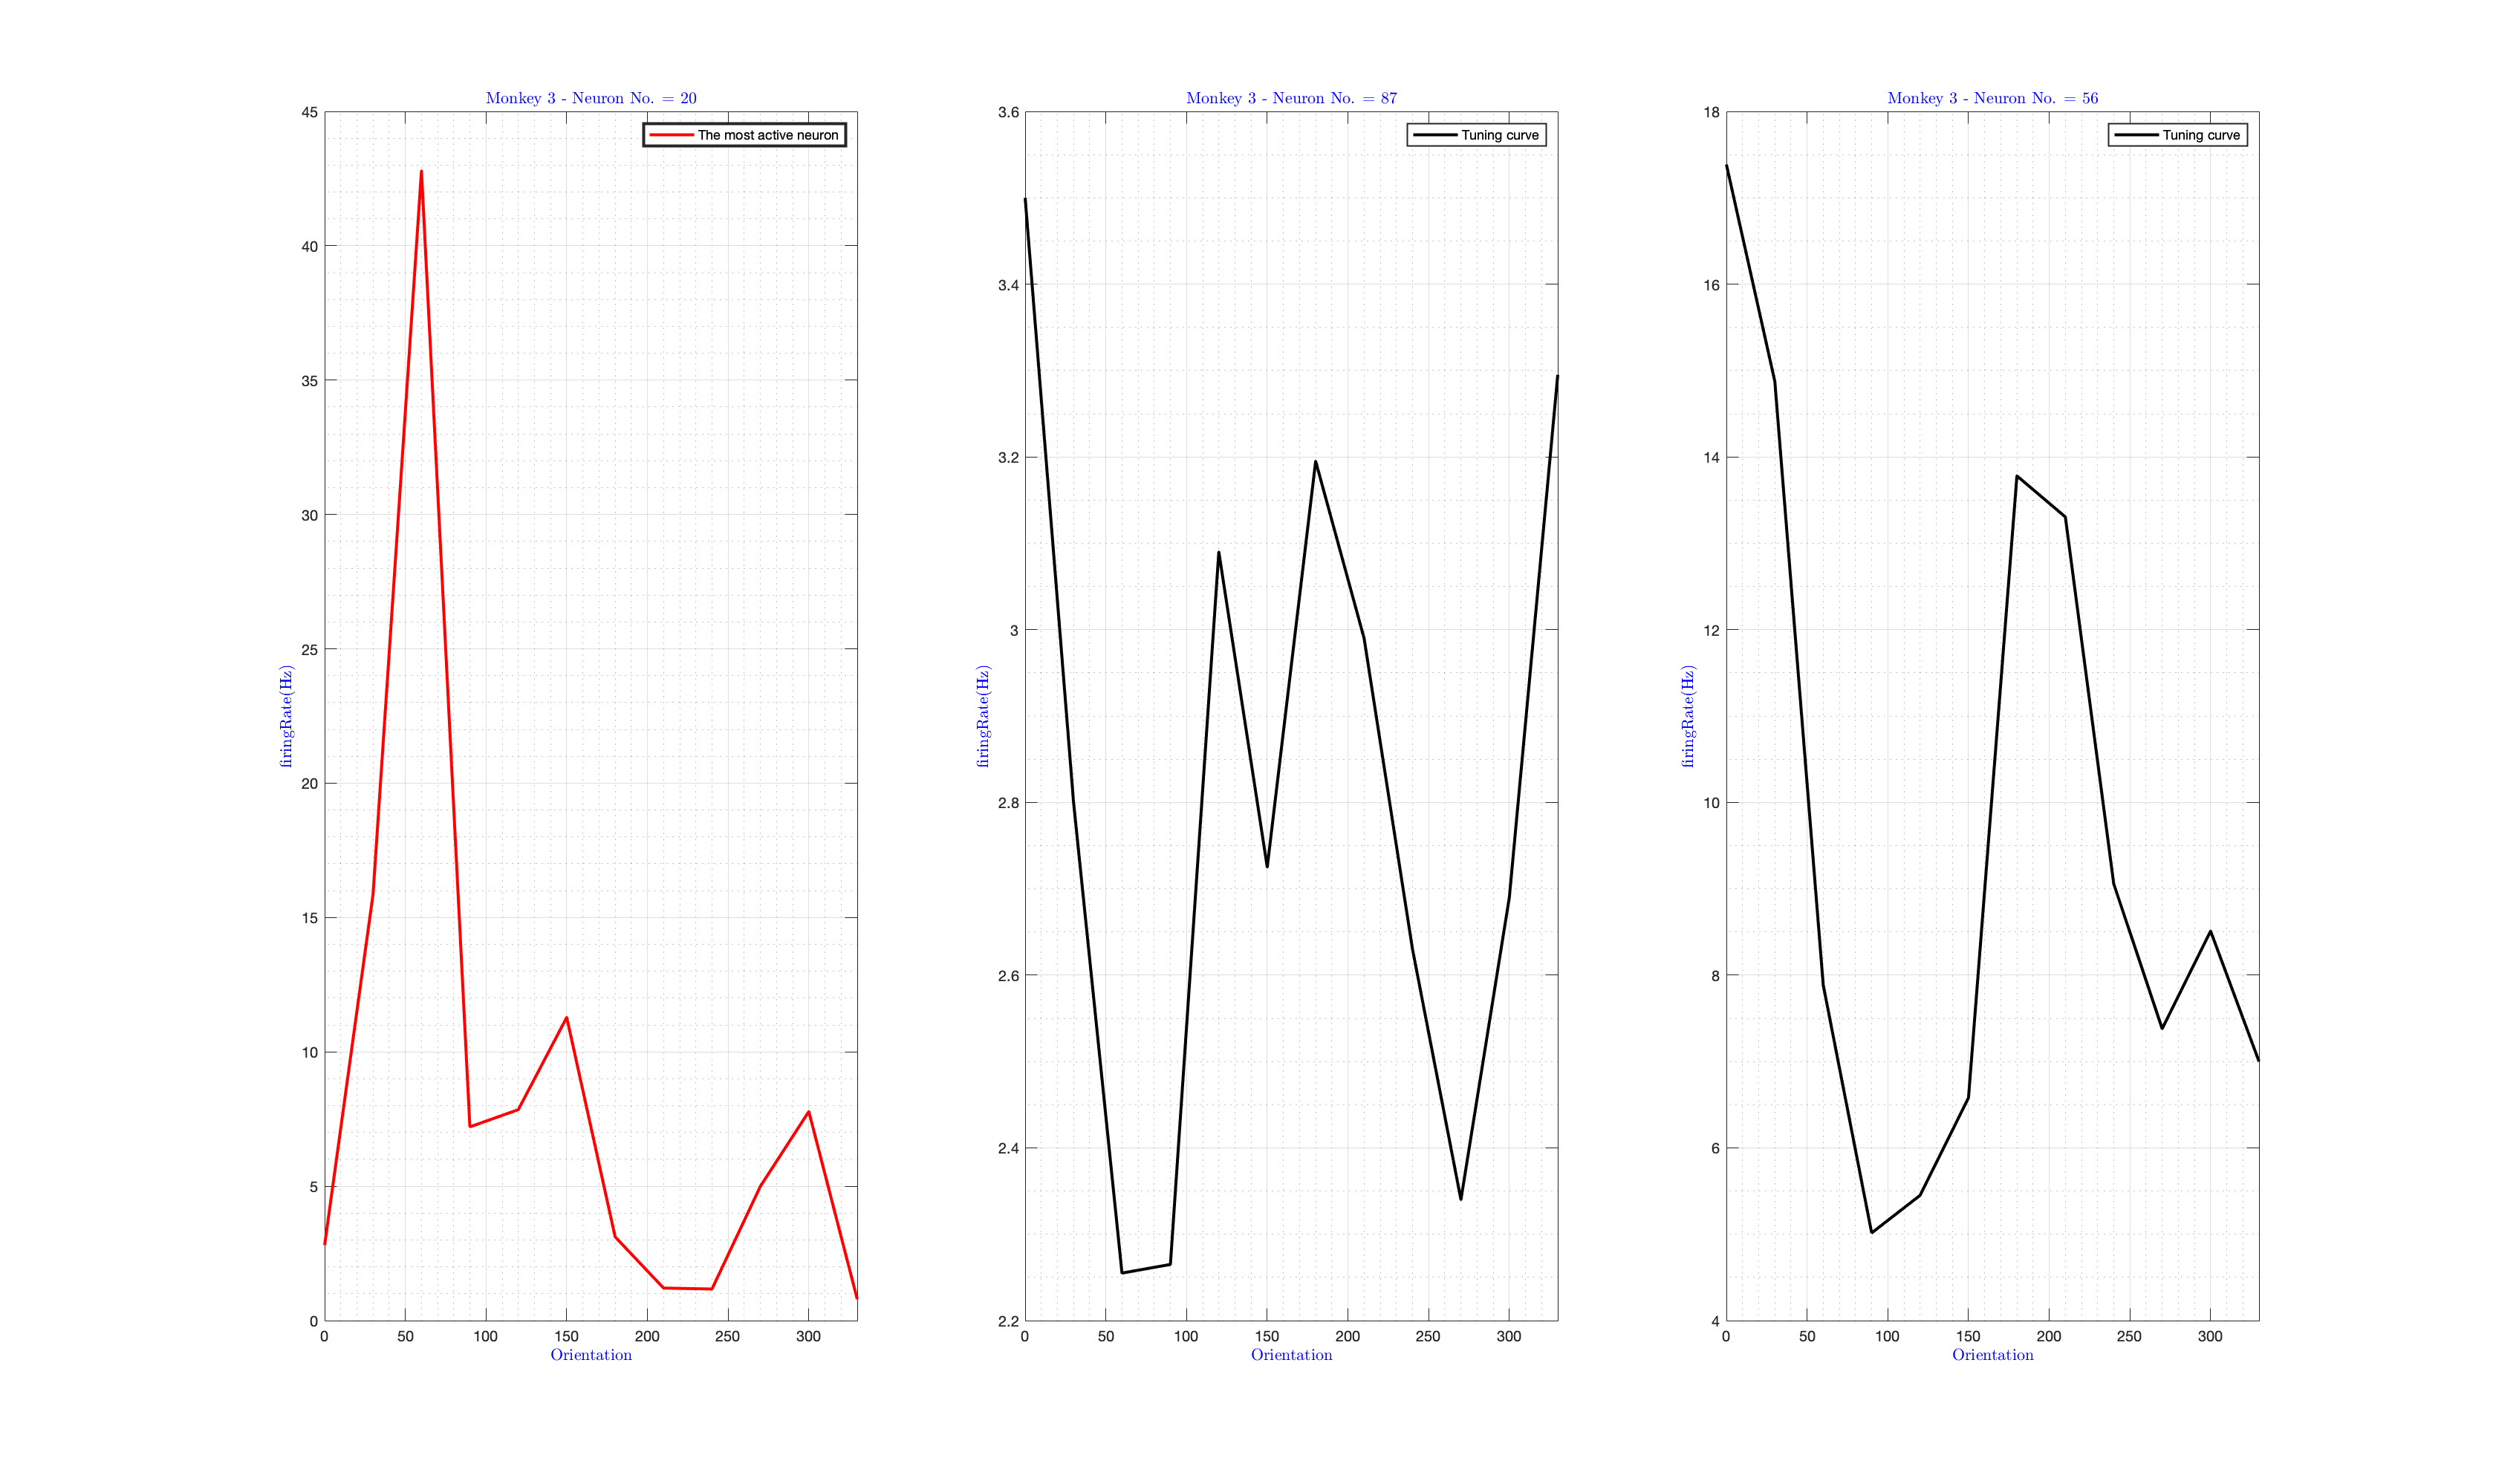 Monkey 3 - Neuron No. = 20
The most active neuron
45
40
35
30
25
20
15
10
5
0
firingRate(Hz)
0 50 100 150 200 250 300
Orientation
Monkey 3 - Neuron No. = 87
Tuning curve
3.6
3.4
3.2
3
2.8
2.6
2.4
2.2
firingRate(Hz)
0 50 100 150 200 250 300
Orientation
Monkey 3 - Neuron No. = 56
Tuning curve
18
16
14
12
10
8
6
4
firingRate(Hz)
0 50 100 150 200 250 300
Orientation